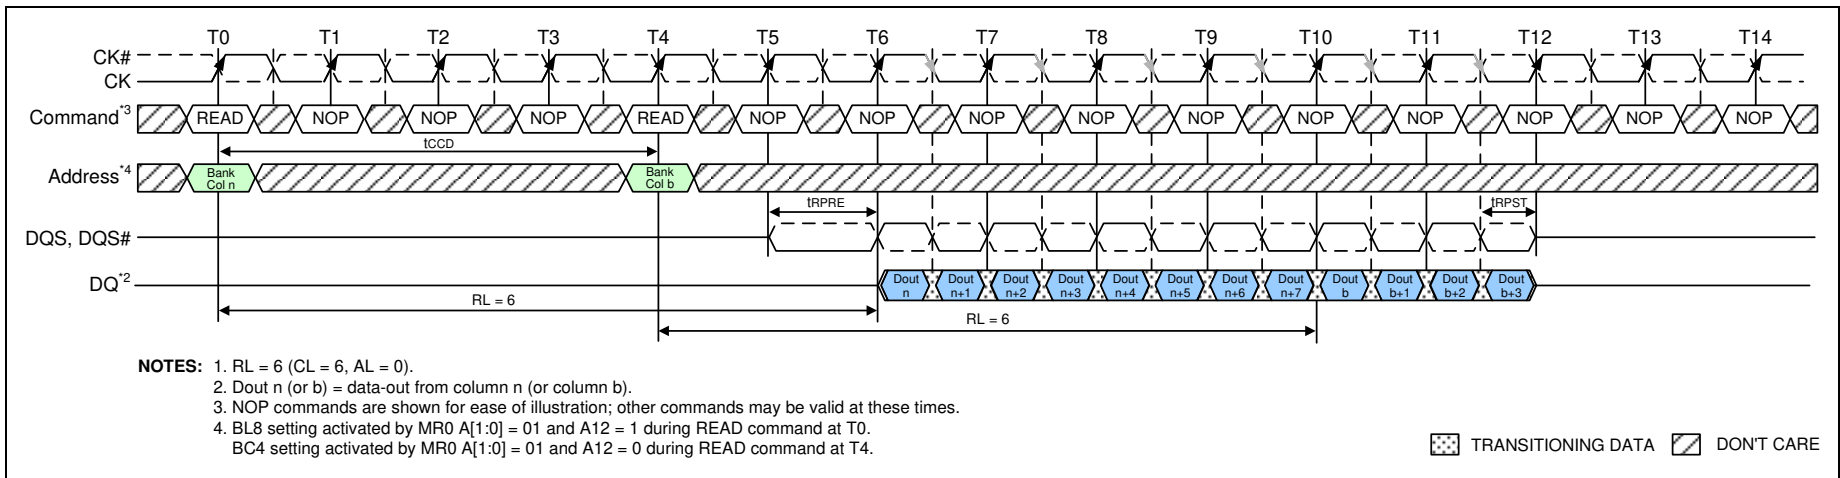 T0 T1 T2 T3 T4 T5 T6 T7 T8 T9 T10 T11 T12 T13 T14
CK#
CK
Command*3 READ NOP NOP NOP READ NOP NOP NOP NOP NOP NOP NOP NOP NOP NOP
tCCD
Address*4 Bank Col n Bank Col b
tRPRE tRPST
DQS, DQS#
DQ*2 Dout n Dout n+1 Dout n+2 Dout n+3 Dout n+4 Dout n+5 Dout n+6 Dout n+7 Dout b Dout b+1 Dout b+2 Dout b+3
RL = 6
RL = 6
NOTES: 1. RL = 6 (CL = 6, AL = 0).
2. Dout n (or b) = data-out from column n (or column b).
3. NOP commands are shown for ease of illustration; other commands may be valid at these times.
4. BL8 setting activated by MR0 A[1:0] = 01 and A12 = 1 during READ command at T0.
BC4 setting activated by MR0 A[1:0] = 01 and A12 = 0 during READ command at T4.
TRANSITIONING DATA DON'T CARE